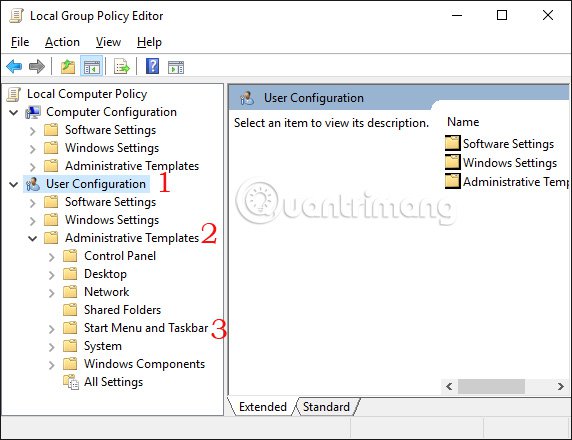 Local Group Policy Editor
File Action View Help
Local Computer Policy
Computer Configuration
Software Settings
Windows Settings
Administrative Templates
User Configuration 1
Software Settings
Windows Settings
Administrative Templates 2
Control Panel
Desktop
Network
Shared Folders
Start Menu and Taskbar 3
System
Windows Components
All Settings
User Configuration
Select an item to view its description.
Name
Software Settings
Windows Settings
Administrative Temp
Quantrimang
Extended Standard